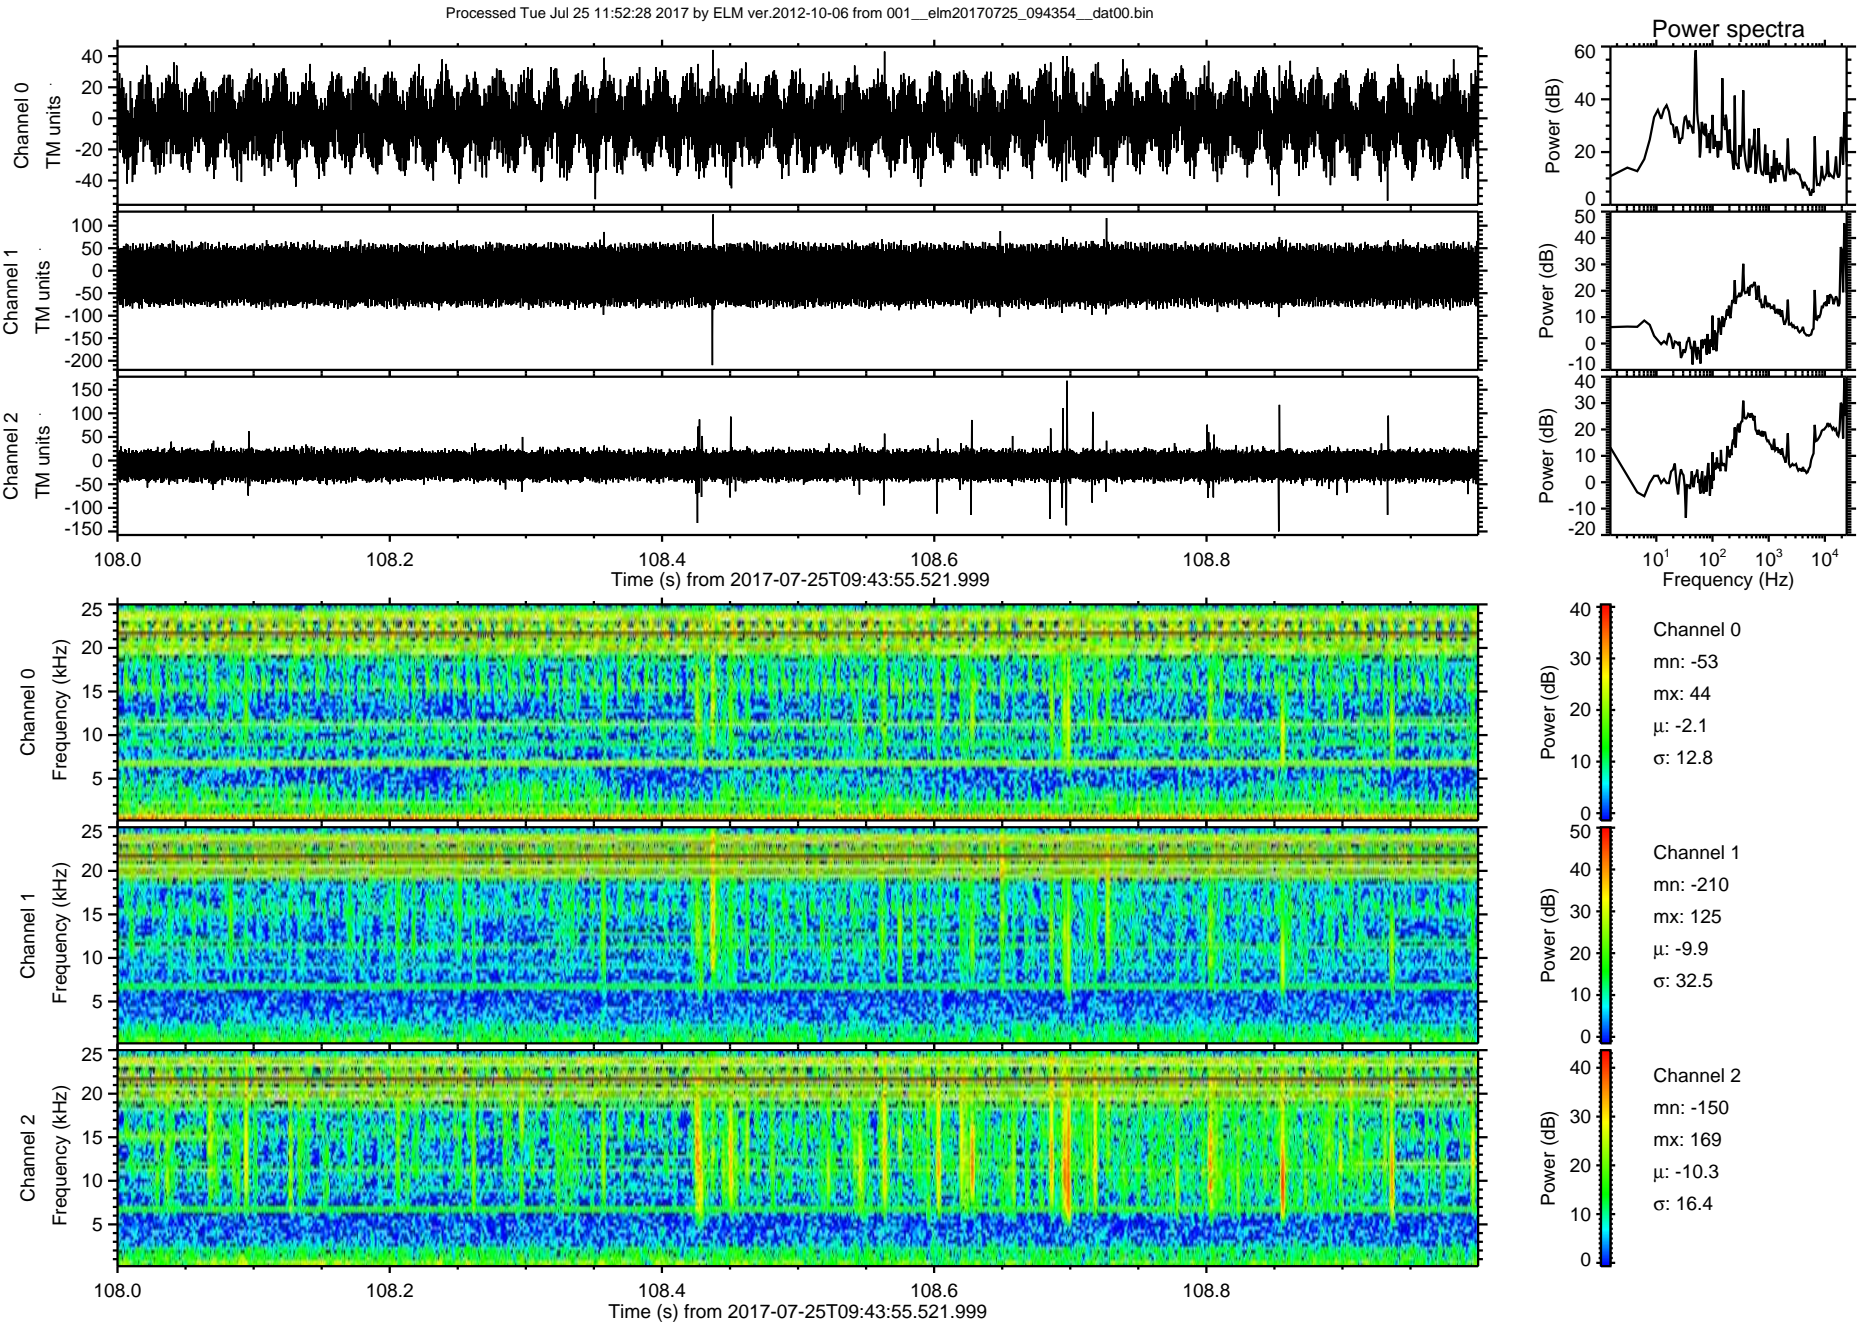 Processed Tue Jul 25 11:52:28 2017 by ELM ver.2012-10-06 from 001__elm20170725_094354__dat00.bin
Power spectra
Channel 0
TM units
40
20
0
-20
-40
Power (dB)
60
40
20
0
Channel 1
TM units
100
50
0
-50
-100
-150
-200
Power (dB)
50
40
30
20
10
0
-10
Channel 2
TM units
150
100
50
0
-50
-100
-150
Power (dB)
40
30
20
10
0
-10
-20
108.0 108.2 108.4 108.6 108.8
Time (s) from 2017-07-25T09:43:55.521.999
10¹ 10² 10³ 10⁴
Frequency (Hz)
Channel 0
Frequency (kHz)
25
20
15
10
5
Power (dB)
40
30
20
10
0
Channel 0
mn: -53
mx: 44
µ: -2.1
σ: 12.8
Channel 1
Frequency (kHz)
25
20
15
10
5
Power (dB)
50
40
30
20
10
0
Channel 1
mn: -210
mx: 125
µ: -9.9
σ: 32.5
Channel 2
Frequency (kHz)
25
20
15
10
5
Power (dB)
40
30
20
10
0
Channel 2
mn: -150
mx: 169
µ: -10.3
σ: 16.4
108.0 108.2 108.4 108.6 108.8
Time (s) from 2017-07-25T09:43:55.521.999